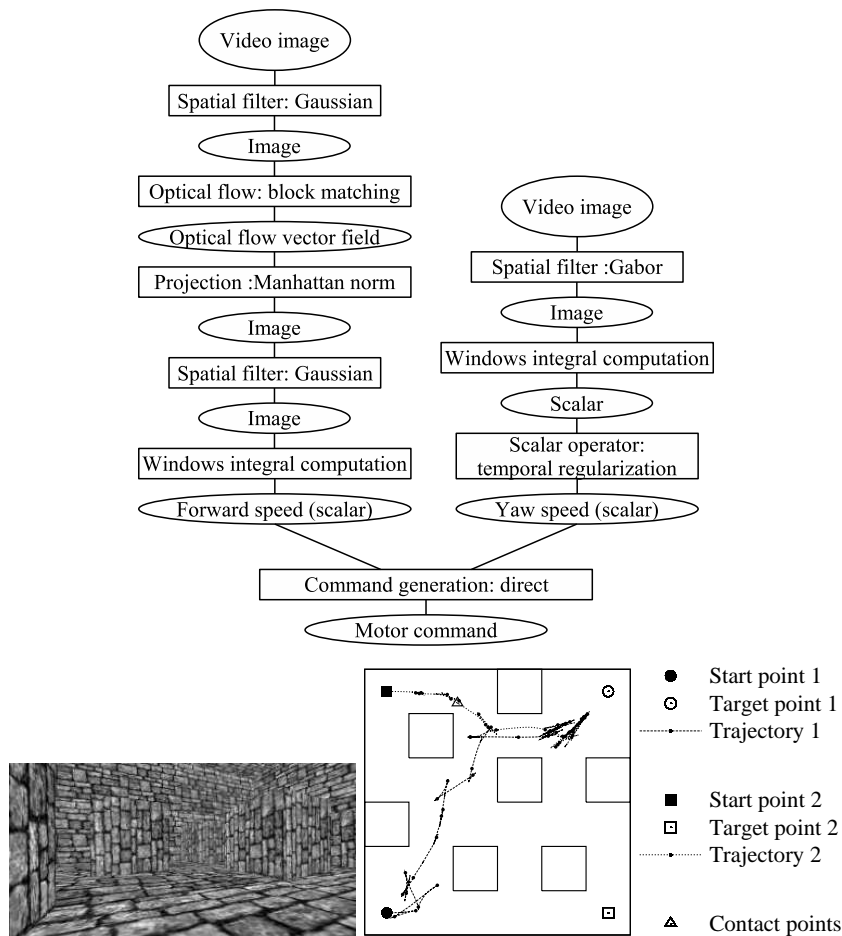 Video image
Spatial filter: Gaussian
Image
Optical flow: block matching
Optical flow vector field
Projection :Manhattan norm
Image
Spatial filter: Gaussian
Image
Windows integral computation
Forward speed (scalar)
Video image
Spatial filter :Gabor
Image
Windows integral computation
Scalar
Scalar operator:
temporal regularization
Yaw speed (scalar)
Command generation: direct
Motor command
Start point 1
Target point 1
Trajectory 1
Start point 2
Target point 2
Trajectory 2
Contact points